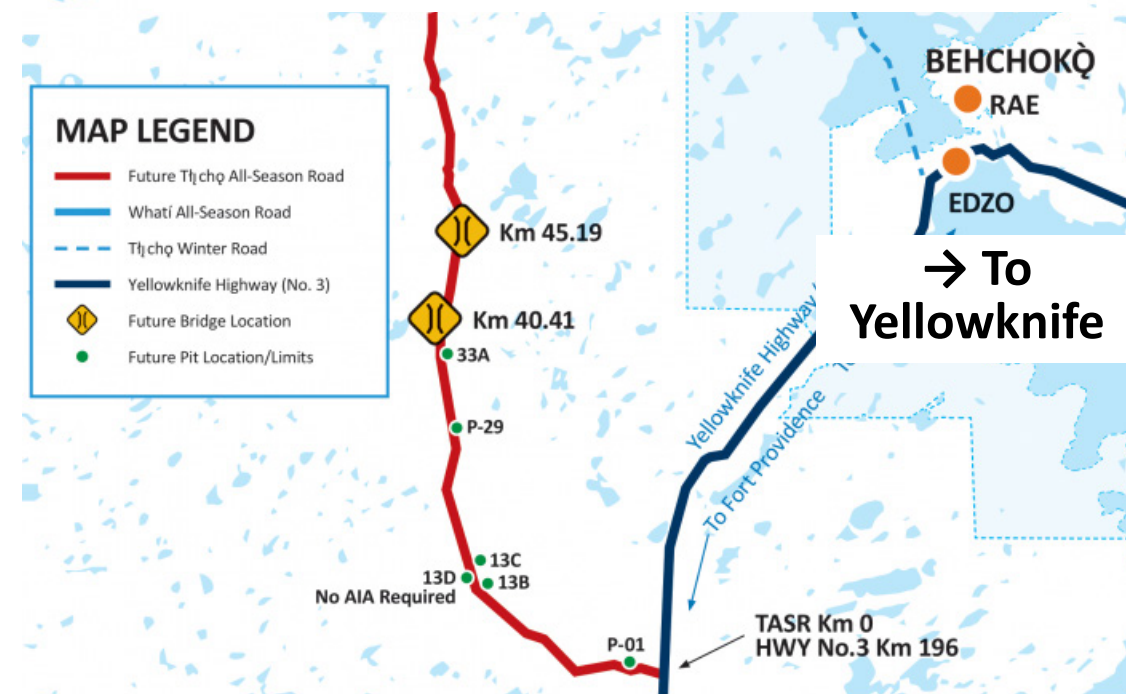 BEHCHOKǪ̀
RAE
EDZO
MAP LEGEND
Future Tłı̨chǫ All-Season Road
Whatí All-Season Road
Tłı̨chǫ Winter Road
Yellowknife Highway (No. 3)
Future Bridge Location
Future Pit Location/Limits
Km 45.19
Km 40.41
→ To
Yellowknife
Yellowknife Highway
To Fort Providence
33A
P-29
13C
13D
13B
No AIA Required
P-01
TASR Km 0
HWY No.3 Km 196